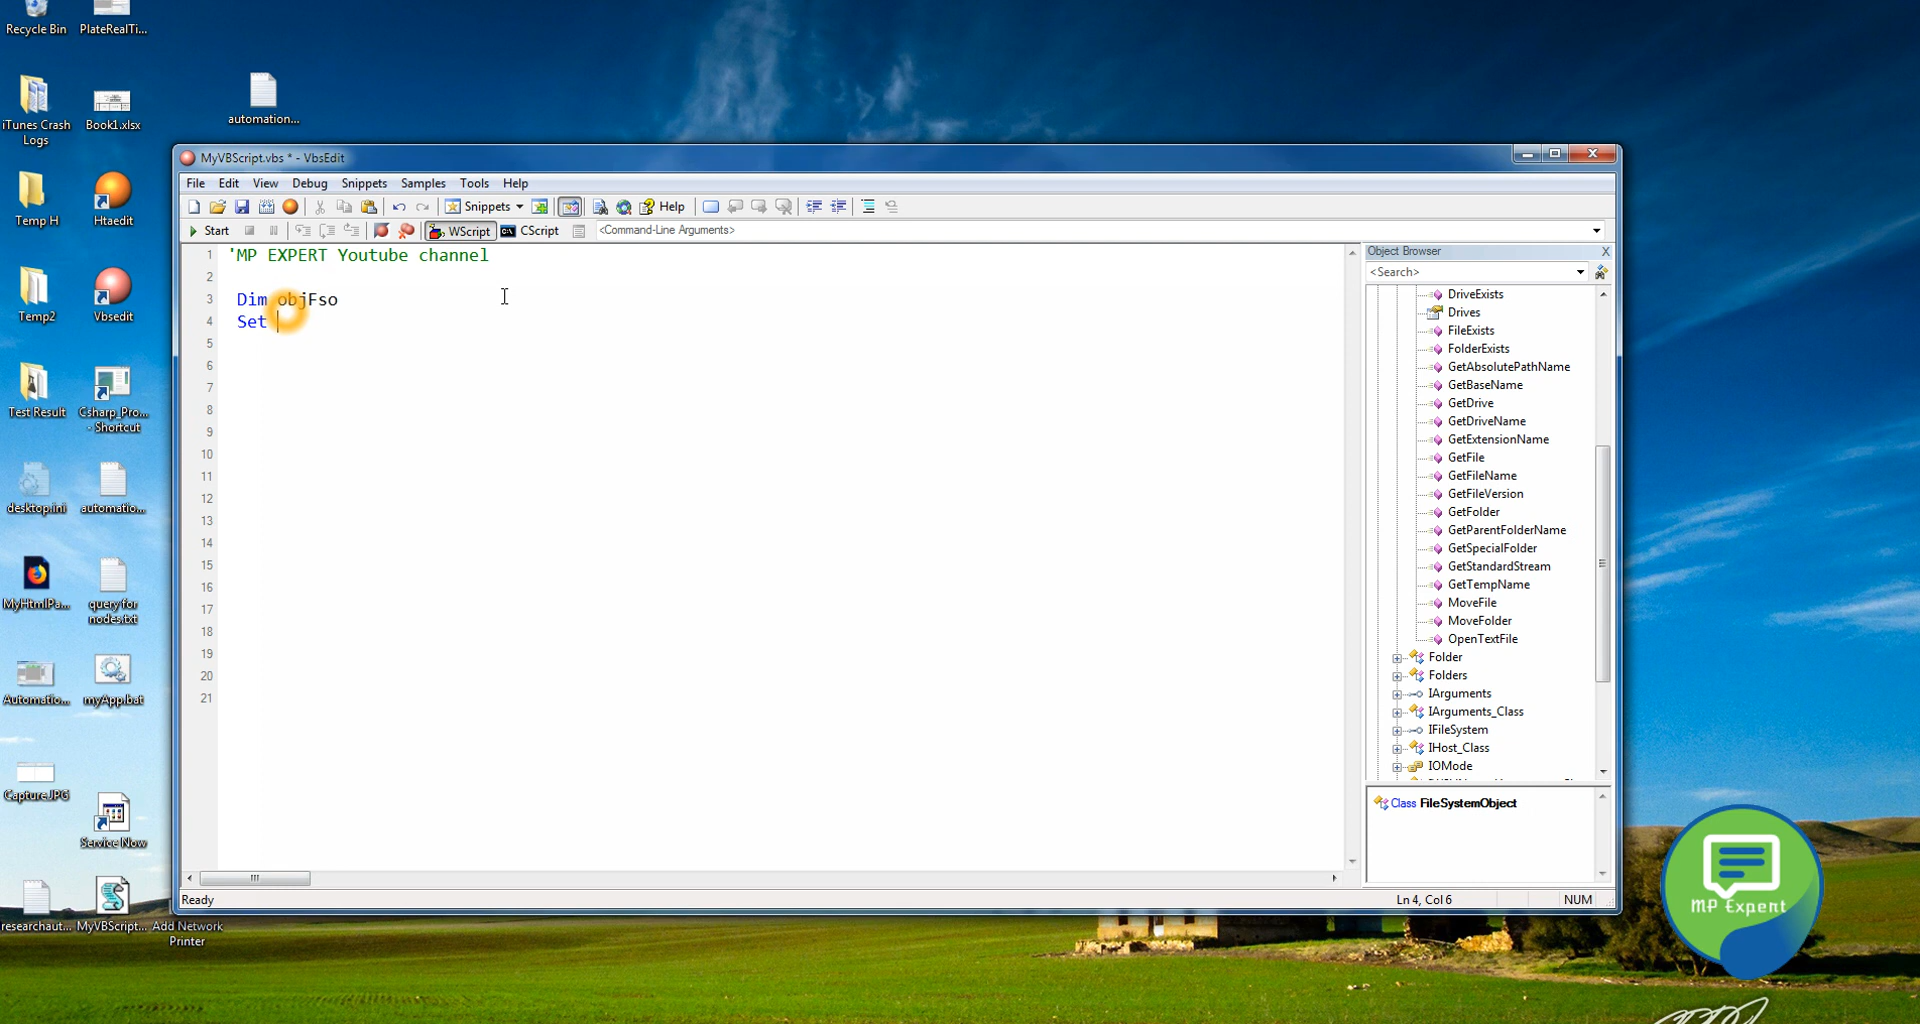 Recycle Bin
PlateRealTi...
iTunes Crash
Logs
Book1.xlsx
automation...
Temp H
Htaedit
Temp2
Vbsedit
Test Result
Csharp_Pro...
- Shortcut
desktop.ini
automatio...
MyHtmlPa...
query for
nodes.txt
Automatio...
myApp.bat
Capture.JPG
Service Now
researchaut...
MyVBScript...
Add Network
Printer
MyVBScript.vbs * - VbsEdit
File Edit View Debug Snippets Samples Tools Help
Snippets Help
Start WScript CScript <Command-Line Arguments>
1 'MP EXPERT Youtube channel
2
3 Dim objFso
4 Set
5
6
7
8
9
10
11
12
13
14
15
16
17
18
19
20
21
Object Browser
<Search>
DriveExists
Drives
FileExists
FolderExists
GetAbsolutePathName
GetBaseName
GetDrive
GetDriveName
GetExtensionName
GetFile
GetFileName
GetFileVersion
GetFolder
GetParentFolderName
GetSpecialFolder
GetStandardStream
GetTempName
MoveFile
MoveFolder
OpenTextFile
Folder
Folders
IArguments
IArguments_Class
IFileSystem
IHost_Class
IOMode
Class FileSystemObject
Ready
Ln 4, Col 6
NUM
MP Expert